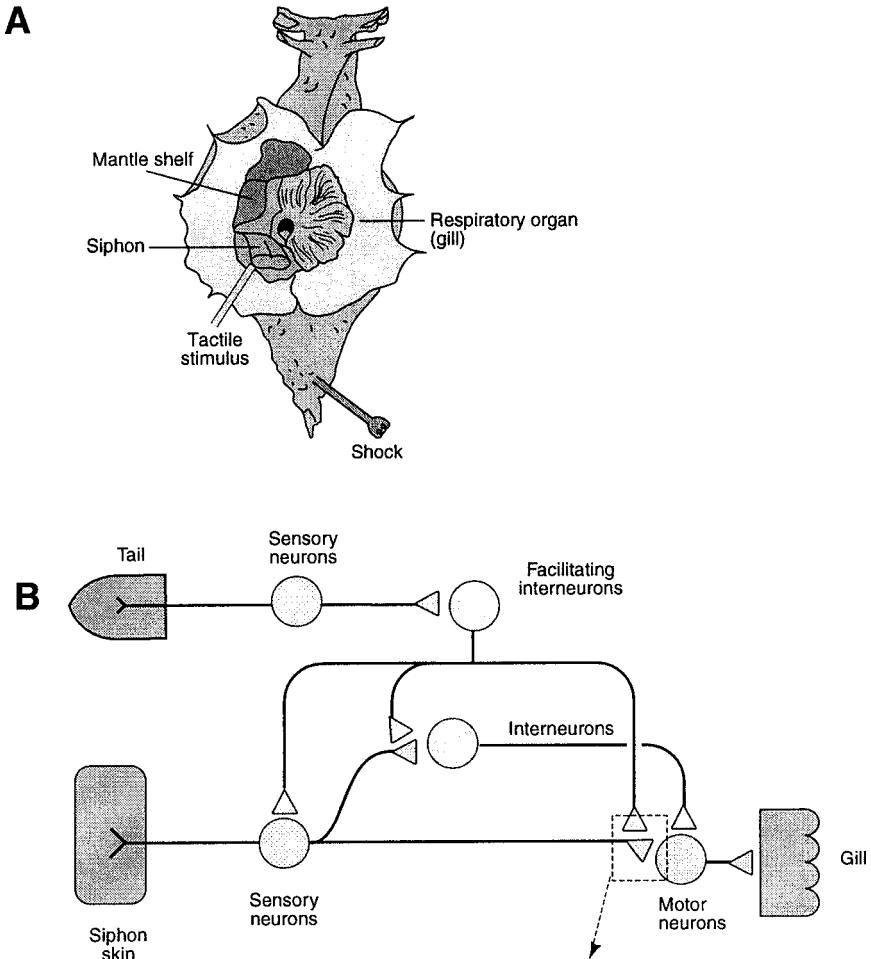 A
Mantle shelf
Respiratory organ
(gill)
Siphon
Tactile
stimulus
Shock
B
Tail
Sensory
neurons
Facilitating
interneurons
Interneurons
Siphon
skin
Sensory
neurons
Motor
neurons
Gill